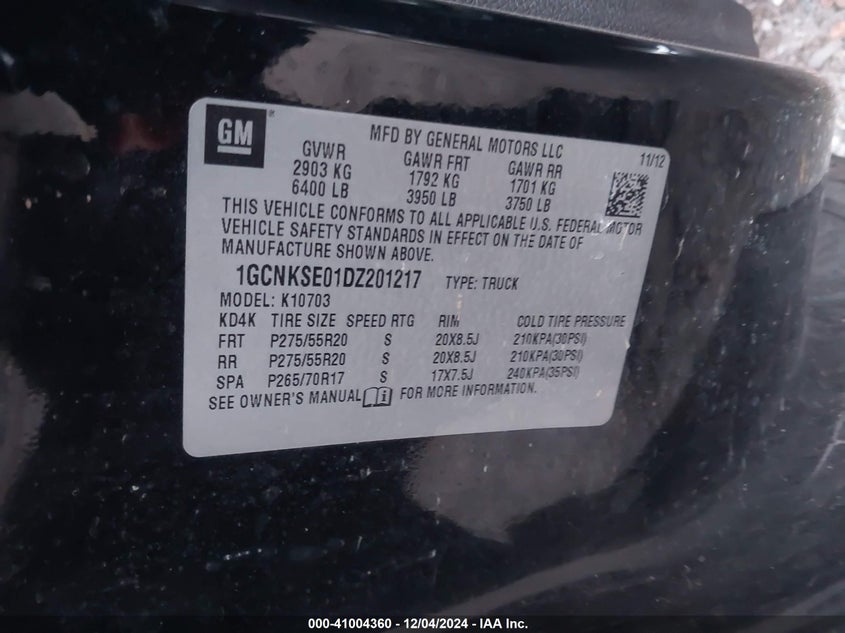 GM ®
MFD BY GENERAL MOTORS LLC
11/12
GVWR GAWR FRT GAWR RR
2903 KG 1792 KG 1701 KG
6400 LB 3950 LB 3750 LB
THIS VEHICLE CONFORMS TO ALL APPLICABLE U.S. FEDERAL MOTOR
VEHICLE SAFETY STANDARDS IN EFFECT ON THE DATE OF
MANUFACTURE SHOWN ABOVE.
1GCNKSE01DZ201217 TYPE: TRUCK
MODEL: K10703
KD4K TIRE SIZE SPEED RTG RIM COLD TIRE PRESSURE
FRT P275/55R20 S 20X8.5J 210KPA(30PSI)
RR P275/55R20 S 20X8.5J 210KPA(30PSI)
SPA P265/70R17 S 17X7.5J 240KPA(35PSI)
SEE OWNER'S MANUAL FOR MORE INFORMATION.
000-41004360 - 12/04/2024 - IAA Inc.